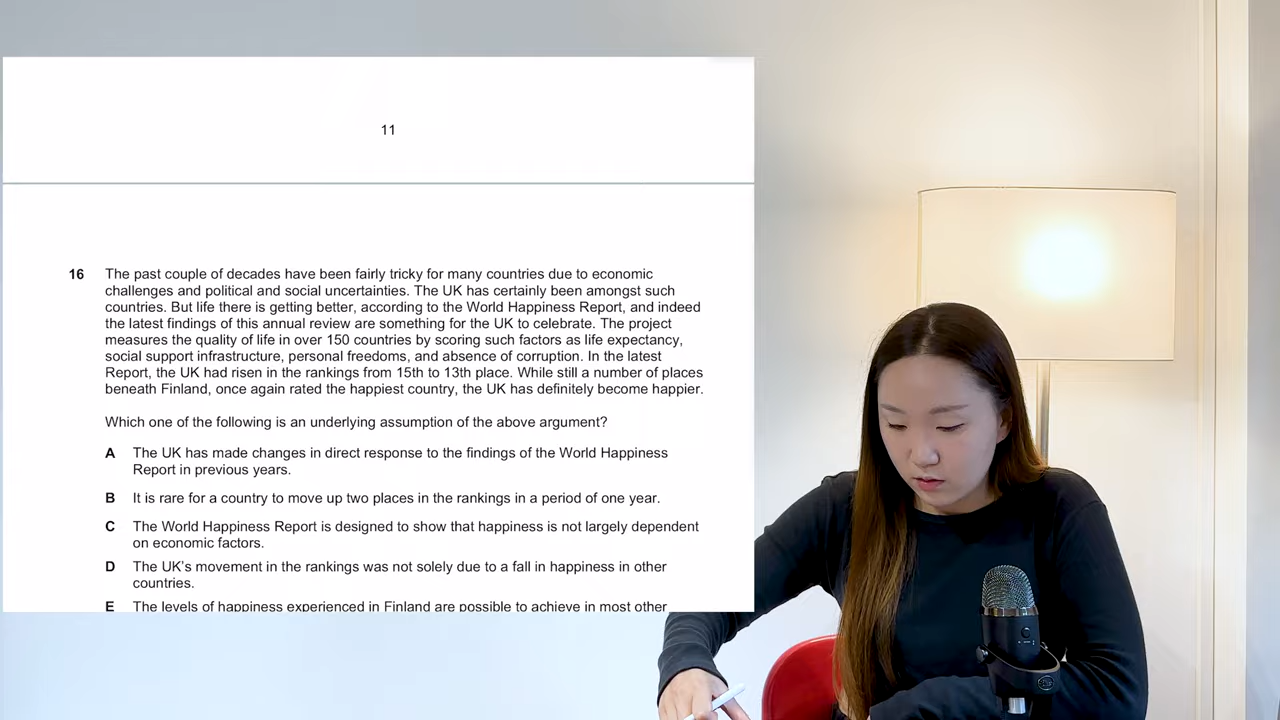 11
16 The past couple of decades have been fairly tricky for many countries due to economic
challenges and political and social uncertainties. The UK has certainly been amongst such
countries. But life there is getting better, according to the World Happiness Report, and indeed
the latest findings of this annual review are something for the UK to celebrate. The project
measures the quality of life in over 150 countries by scoring such factors as life expectancy,
social support infrastructure, personal freedoms, and absence of corruption. In the latest
Report, the UK had risen in the rankings from 15th to 13th place. While still a number of places
beneath Finland, once again rated the happiest country, the UK has definitely become happier.
Which one of the following is an underlying assumption of the above argument?
A The UK has made changes in direct response to the findings of the World Happiness
Report in previous years.
B It is rare for a country to move up two places in the rankings in a period of one year.
C The World Happiness Report is designed to show that happiness is not largely dependent
on economic factors.
D The UK's movement in the rankings was not solely due to a fall in happiness in other
countries.
E The levels of happiness experienced in Finland are possible to achieve in most other